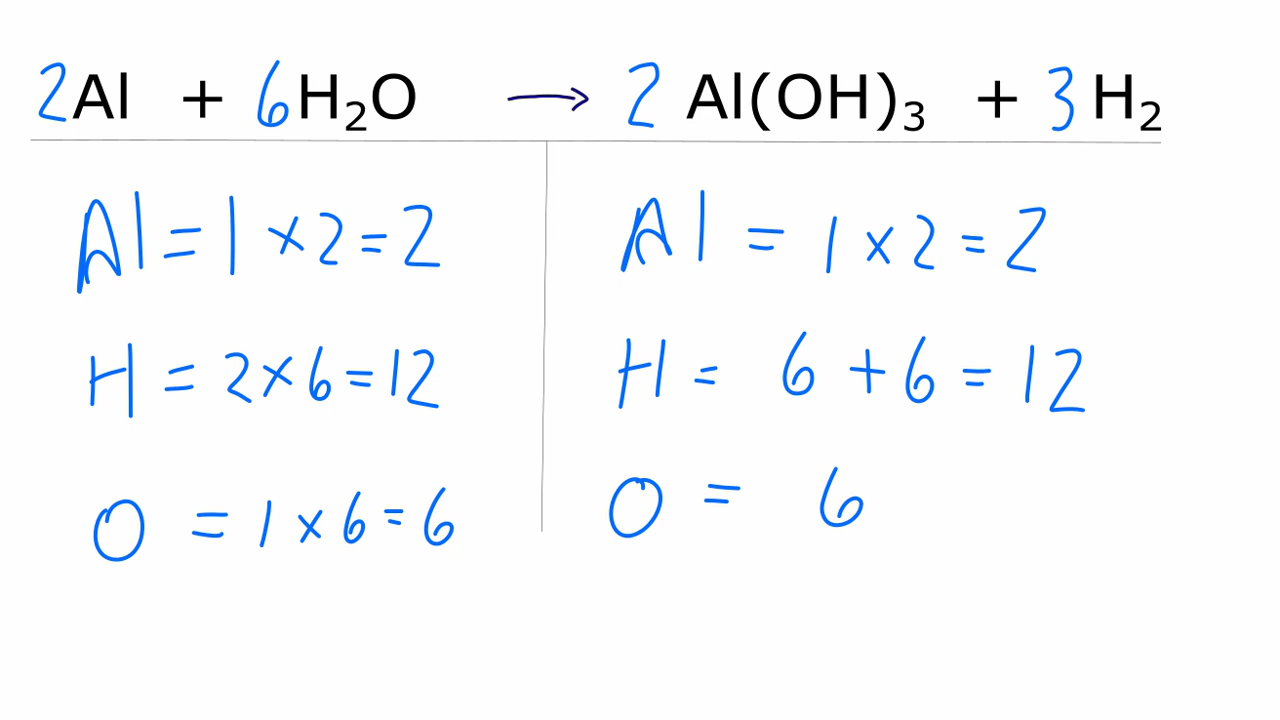 2Al + 6H₂O → 2 Al(OH)₃ + 3 H₂
Al = 1 × 2 = 2
H = 2 × 6 = 12
O = 1 × 6 = 6
Al = 1 × 2 = 2
H = 6 + 6 = 12
O = 6